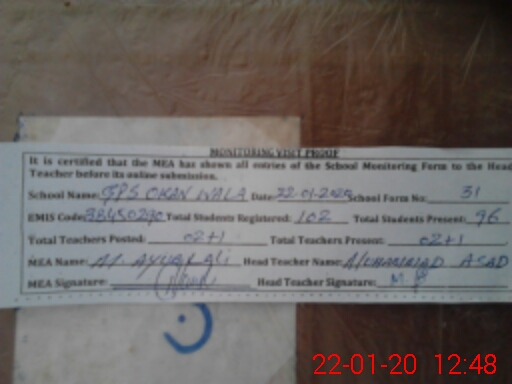 MONITORING VISIT PROOF
It is certified that the MEA has shown all entries of the School Monitoring Form to the Head
Teacher before its online submission.
School Name: GPS OKAN WALA Date: 22-01-2020 School Form No: 31
EMIS Code: Total Students Registered: 102 Total Students Present: 96
Total Teachers Posted: 02+1 Total Teachers Present: 02+1
MEA Name: M. Ali Head Teacher Name: ASAD
MEA Signature: Head Teacher Signature:
22-01-20 12:48